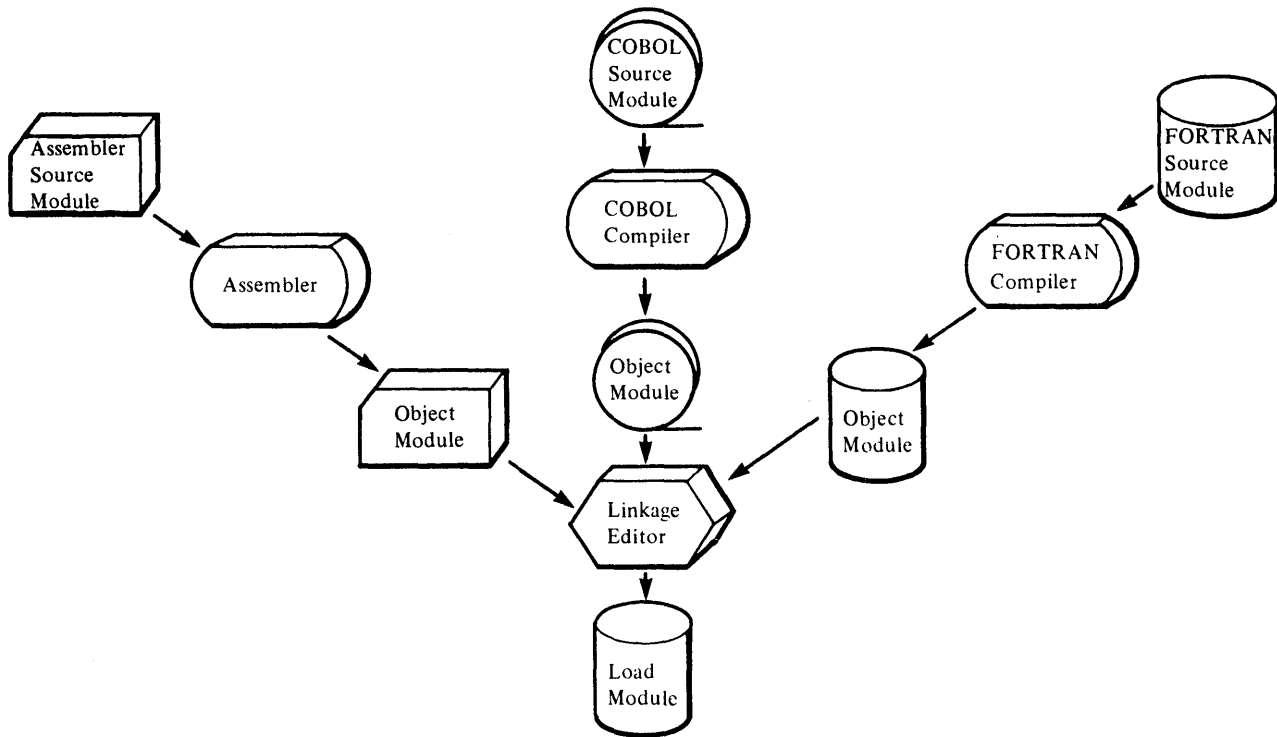 COBOL
Source
Module
Assembler
Source
Module
FORTRAN
Source
Module
COBOL
Compiler
Assembler
FORTRAN
Compiler
Object
Module
Object
Module
Object
Module
Linkage
Editor
Load
Module